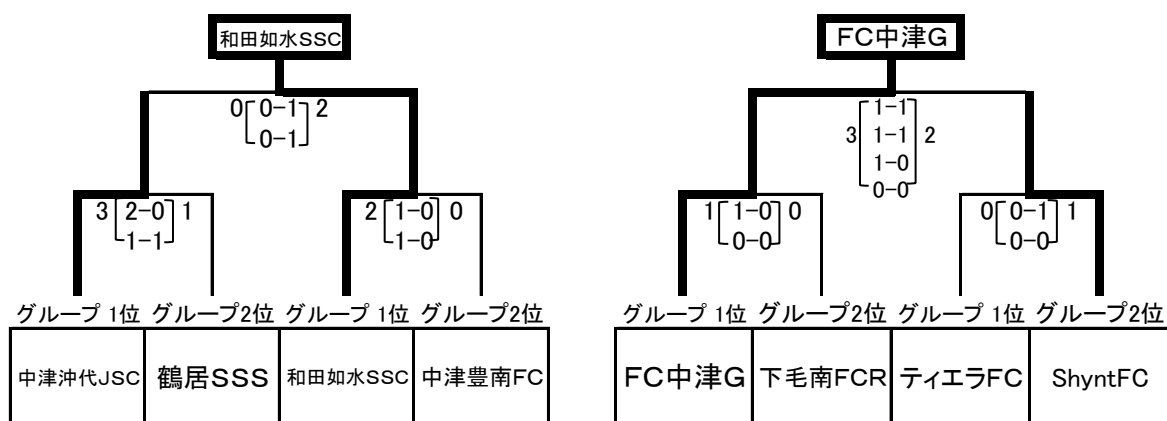 和田如水SSC
FC中津G
0 0-1 2
0-1
1-1
3 1-1 2
1-0
0-0
3 2-0 1
1-1
2 1-0 0
1-0
1 1-0 0
0-0
0 0-1 1
0-0
グループ 1位 グループ2位 グループ 1位 グループ2位
グループ 1位 グループ2位 グループ 1位 グループ2位
中津沖代JSC 鶴居SSS 和田如水SSC 中津豊南FC
FC中津G 下毛南FCR ティエラFC ShyntFC